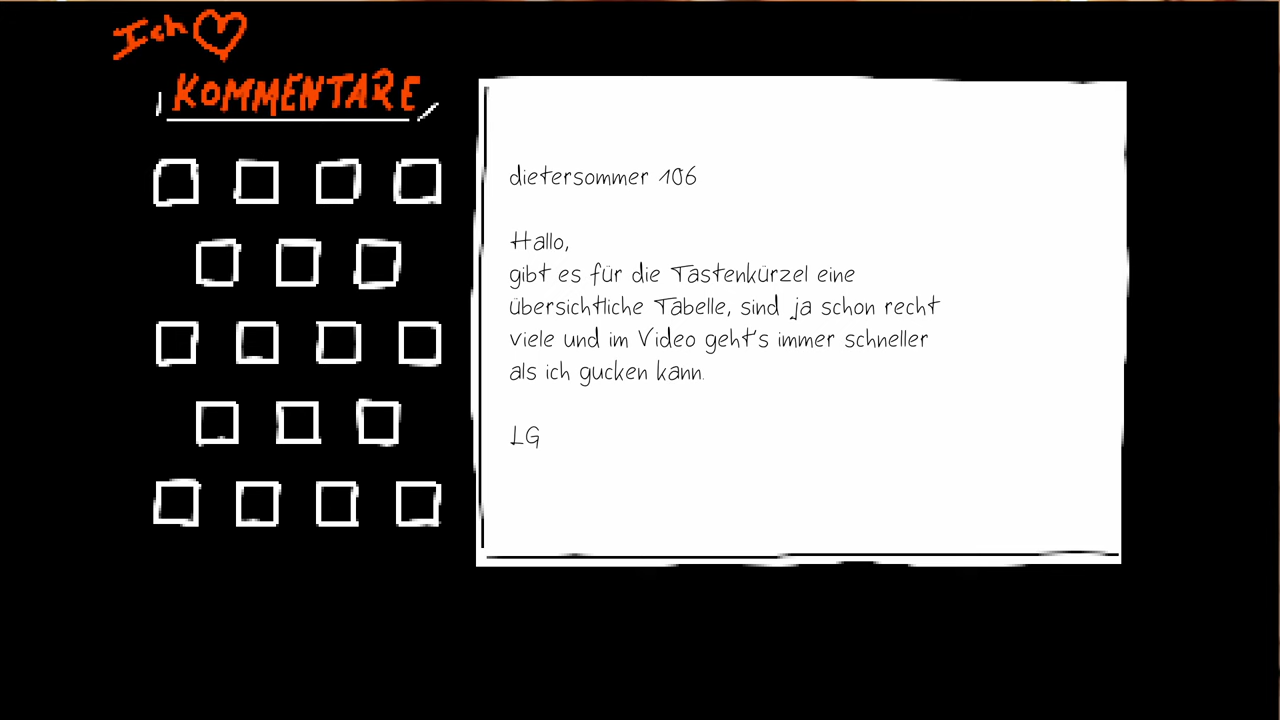 Ich
KOMMENTARE
dietersommer 106
Hallo,
gibt es für die Tastenkürzel eine
übersichtliche Tabelle, sind ja schon recht
viele und im Video geht's immer schneller
als ich gucken kann.
LG